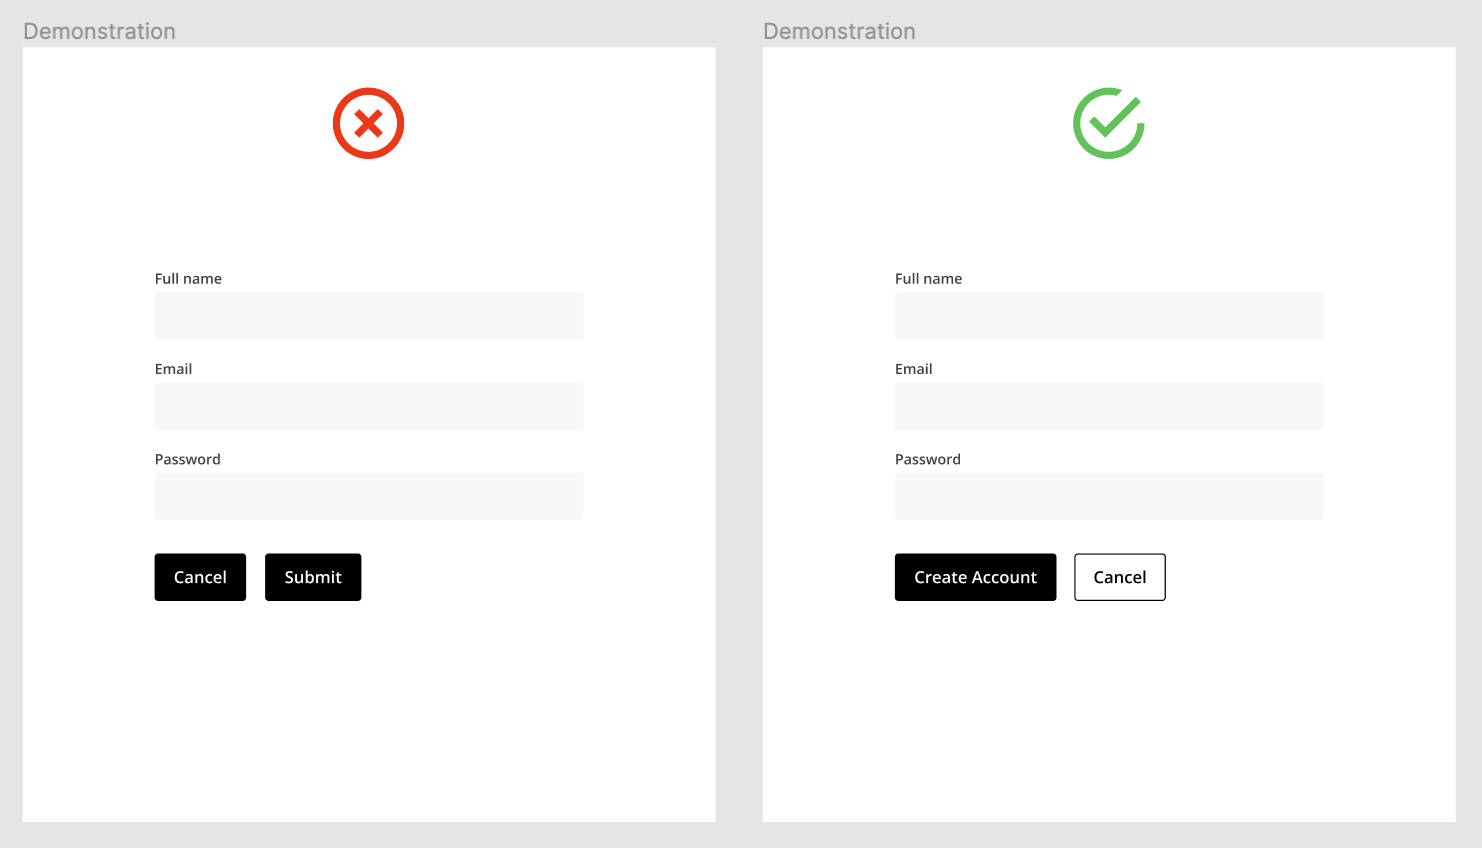 Demonstration
Full name
Email
Password
Cancel
Submit
Demonstration
Full name
Email
Password
Create Account
Cancel